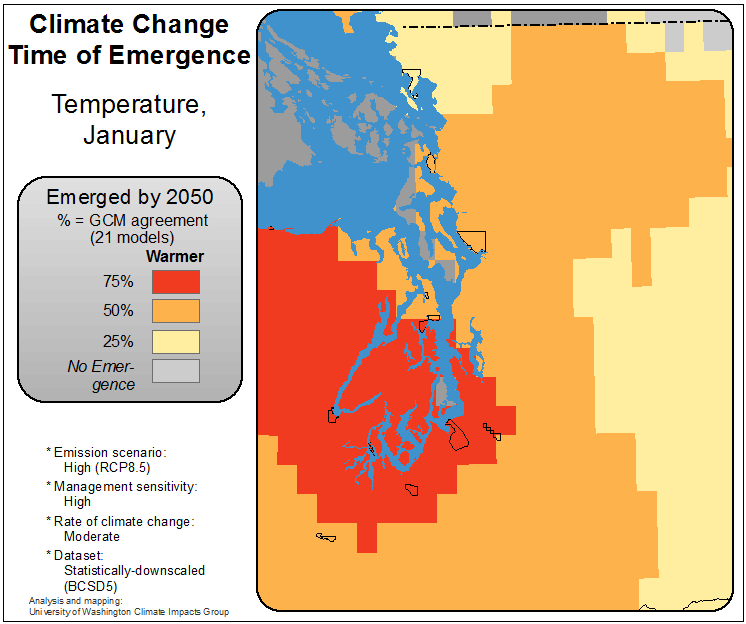 Climate Change
Time of Emergence
Temperature,
January
Emerged by 2050
% = GCM agreement
(21 models)
Warmer
75%
50%
25%
No Emer-
gence
* Emission scenario:
High (RCP8.5)
* Management sensitivity:
High
* Rate of climate change:
Moderate
* Dataset:
Statistically-downscaled
(BCSD5)
Analysis and mapping:
University of Washington Climate Impacts Group